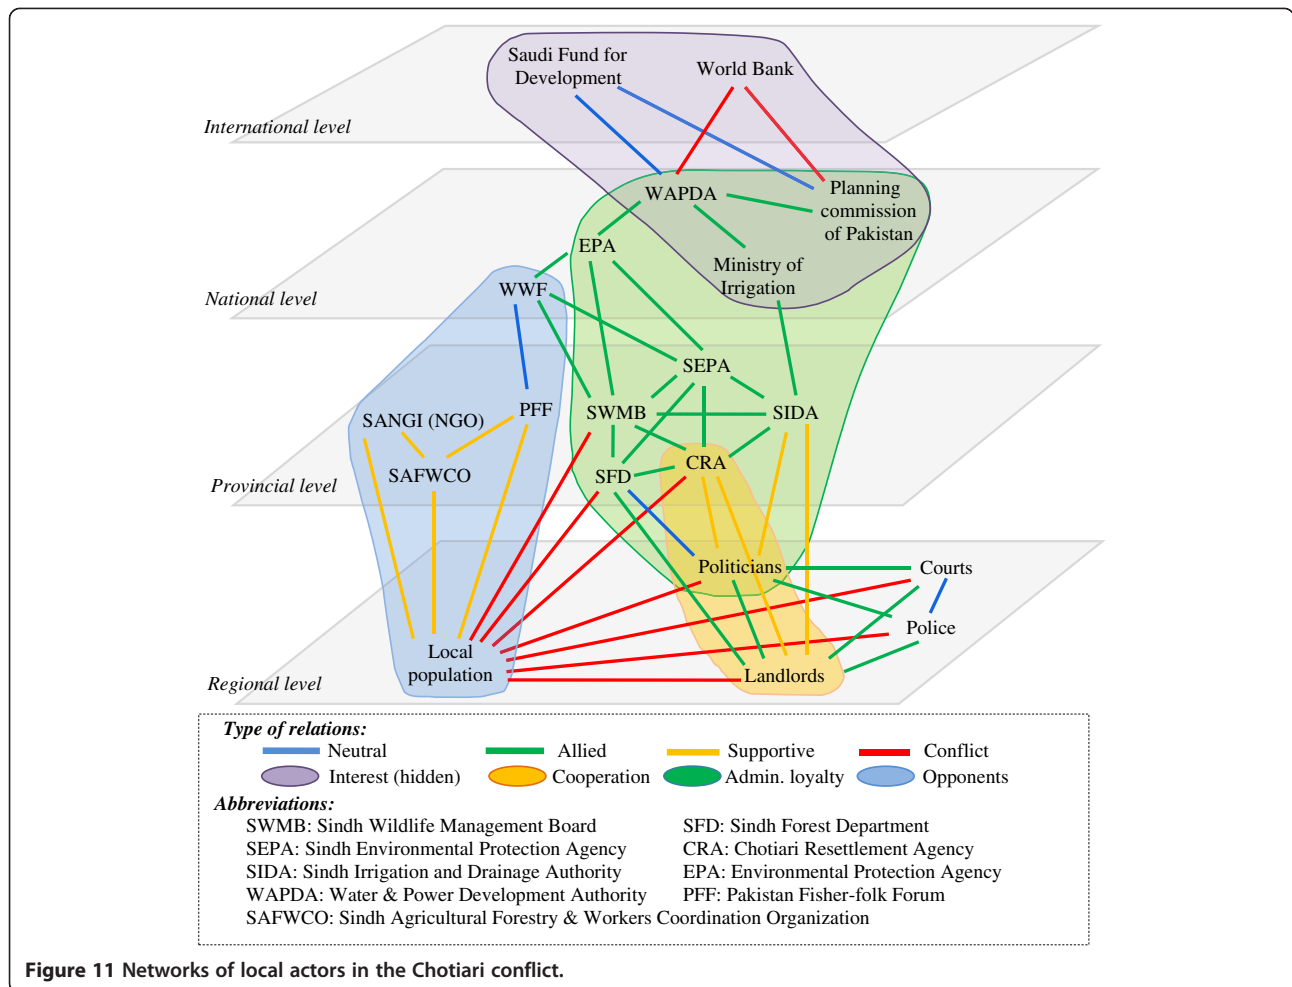 Saudi Fund for
Development
World Bank
International level
WAPDA
Planning
commission
of Pakistan
EPA
Ministry of
Irrigation
WWF
National level
SEPA
PFF
SWMB
SIDA
SANGI (NGO)
CRA
SAFWCO
SFD
Provincial level
Politicians
Courts
Police
Local
population
Landlords
Regional level
Type of relations:
Neutral
Allied
Supportive
Conflict
Interest (hidden)
Cooperation
Admin. loyalty
Opponents
Abbreviations:
SWMB: Sindh Wildlife Management Board
SFD: Sindh Forest Department
SEPA: Sindh Environmental Protection Agency
CRA: Chotiari Resettlement Agency
SIDA: Sindh Irrigation and Drainage Authority
EPA: Environmental Protection Agency
WAPDA: Water & Power Development Authority
PFF: Pakistan Fisher-folk Forum
SAFWCO: Sindh Agricultural Forestry & Workers Coordination Organization
Figure 11 Networks of local actors in the Chotiari conflict.